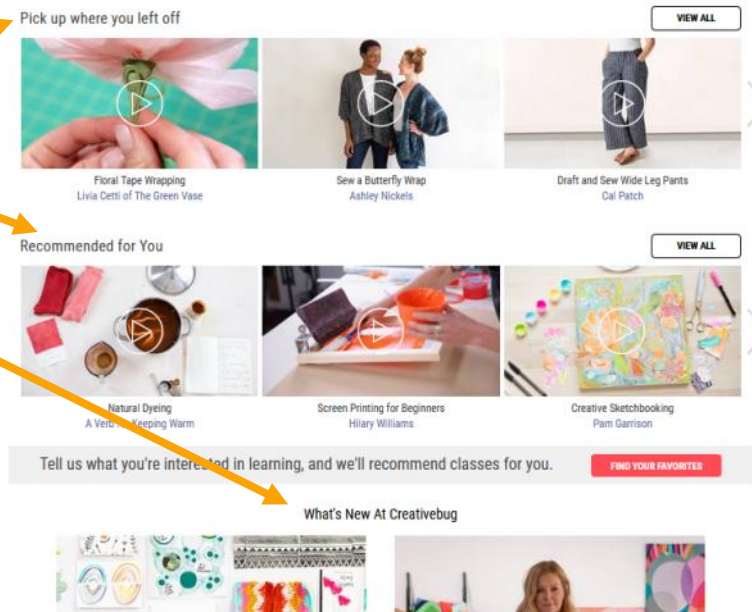 Pick up where you left off
VIEW ALL
Floral Tape Wrapping
Livia Cetti of The Green Vase
Sew a Butterfly Wrap
Ashley Nickels
Draft and Sew Wide Leg Pants
Cal Patch
Recommended for You
VIEW ALL
Natural Dyeing
A Verb Keeping Warm
Screen Printing for Beginners
Hilary Williams
Creative Sketchbooking
Pam Garrison
Tell us what you're interested in learning, and we'll recommend classes for you.
FIND YOUR FAVORITES
What's New At Creativebug